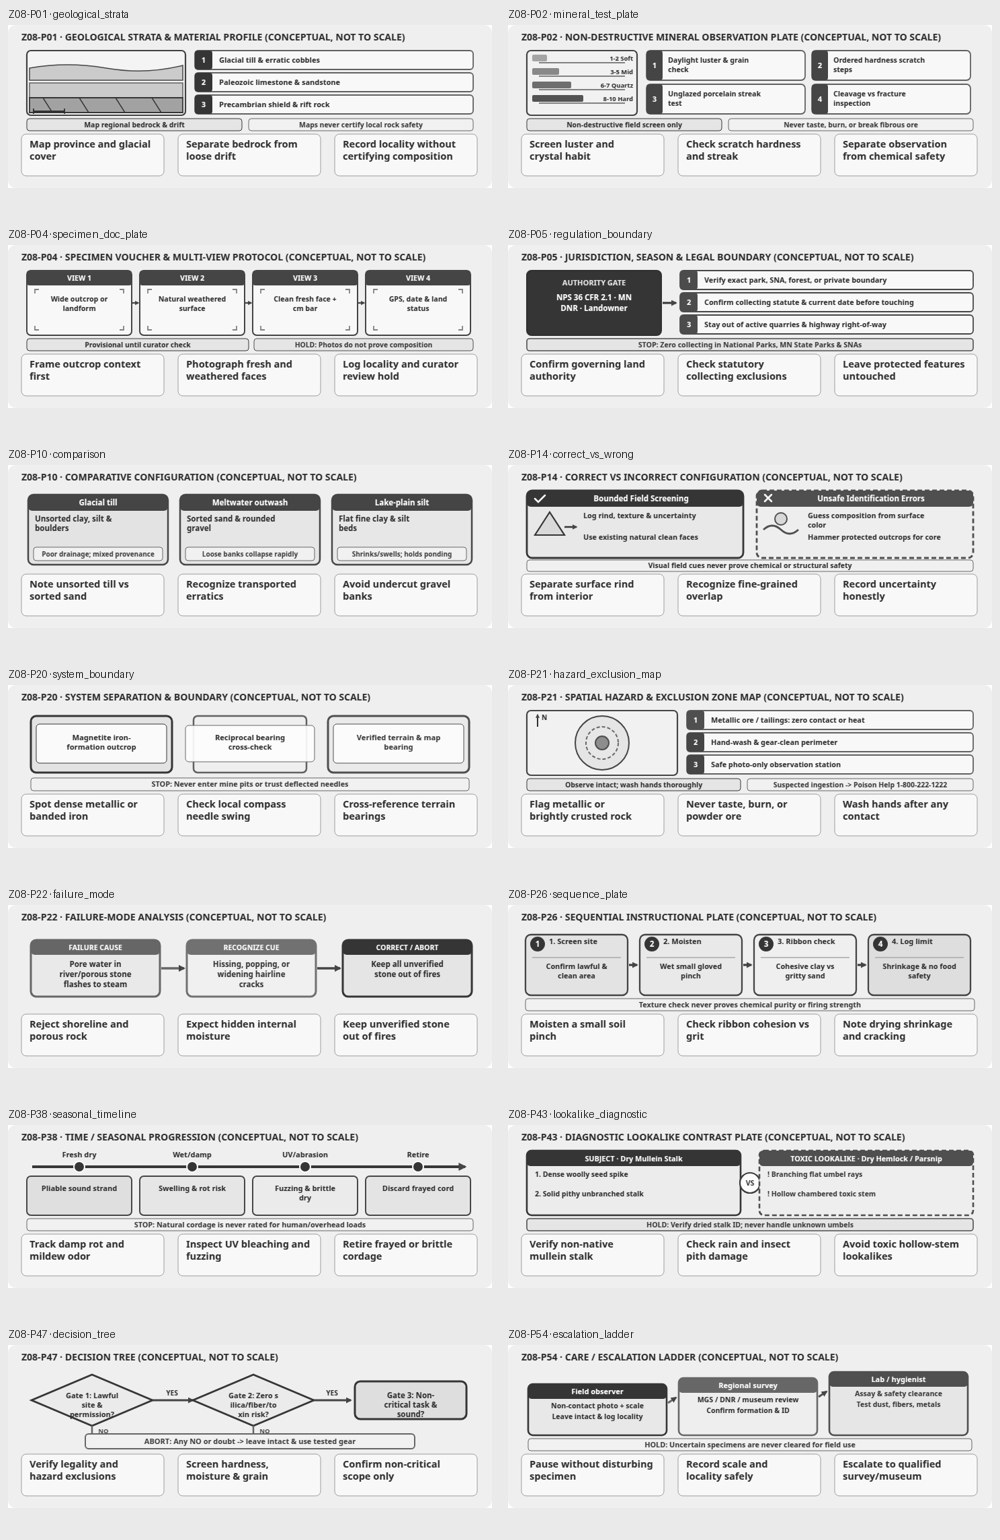 Z08-P01 · geological_strata
Z08-P01 · GEOLOGICAL STRATA & MATERIAL PROFILE (CONCEPTUAL, NOT TO SCALE)
1 Glacial till & erratic cobbles
2 Paleozoic limestone & sandstone
3 Precambrian shield & rift rock
Map regional bedrock & drift
Maps never certify local rock safety
Map province and glacial
cover
Separate bedrock from
loose drift
Record locality without
certifying composition
Z08-P02 · mineral_test_plate
Z08-P02 · NON-DESTRUCTIVE MINERAL OBSERVATION PLATE (CONCEPTUAL, NOT TO SCALE)
1-2 Soft
3-5 Mid
6-7 Quartz
8-10 Hard
1 Daylight luster & grain
check
2 Ordered hardness scratch
steps
3 Unglazed porcelain streak
test
4 Cleavage vs fracture
inspection
Non-destructive field screen only
Never taste, burn, or break fibrous ore
Screen luster and
crystal habit
Check scratch hardness
and streak
Separate observation
from chemical safety
Z08-P04 · specimen_doc_plate
Z08-P04 · SPECIMEN VOUCHER & MULTI-VIEW PROTOCOL (CONCEPTUAL, NOT TO SCALE)
VIEW 1
Wide outcrop or
landform
VIEW 2
Natural weathered
surface
VIEW 3
Clean fresh face +
cm bar
VIEW 4
GPS, date & land
status
Provisional until curator check
HOLD: Photos do not prove composition
Frame outcrop context
first
Photograph fresh and
weathered faces
Log locality and curator
review hold
Z08-P05 · regulation_boundary
Z08-P05 · JURISDICTION, SEASON & LEGAL BOUNDARY (CONCEPTUAL, NOT TO SCALE)
AUTHORITY GATE
NPS 36 CFR 2.1 · MN
DNR · Landowner
1 Verify exact park, SNA, forest, or private boundary
2 Confirm collecting statute & current date before touching
3 Stay out of active quarries & highway right-of-way
STOP: Zero collecting in National Parks, MN State Parks & SNAs
Confirm governing land
authority
Check statutory
collecting exclusions
Leave protected features
untouched
Z08-P10 · comparison
Z08-P10 · COMPARATIVE CONFIGURATION (CONCEPTUAL, NOT TO SCALE)
Glacial till
Unsorted clay, silt &
boulders
Poor drainage; mixed provenance
Meltwater outwash
Sorted sand & rounded
gravel
Loose banks collapse rapidly
Lake-plain silt
Flat fine clay & silt
beds
Shrinks/swells; holds ponding
Note unsorted till vs
sorted sand
Recognize transported
erratics
Avoid undercut gravel
banks
Z08-P14 · correct_vs_wrong
Z08-P14 · CORRECT VS INCORRECT CONFIGURATION (CONCEPTUAL, NOT TO SCALE)
Bounded Field Screening
Log rind, texture & uncertainty
Use existing natural clean faces
Unsafe Identification Errors
Guess composition from surface
color
Hammer protected outcrops for core
Visual field cues never prove chemical or structural safety
Separate surface rind
from interior
Recognize fine-grained
overlap
Record uncertainty
honestly
Z08-P20 · system_boundary
Z08-P20 · SYSTEM SEPARATION & BOUNDARY (CONCEPTUAL, NOT TO SCALE)
Magnetite iron-
formation outcrop
Reciprocal bearing
cross-check
Verified terrain & map
bearing
STOP: Never enter mine pits or trust deflected needles
Spot dense metallic or
banded iron
Check local compass
needle swing
Cross-reference terrain
bearings
Z08-P21 · hazard_exclusion_map
Z08-P21 · SPATIAL HAZARD & EXCLUSION ZONE MAP (CONCEPTUAL, NOT TO SCALE)
N
1 Metallic ore / tailings: zero contact or heat
2 Hand-wash & gear-clean perimeter
3 Safe photo-only observation station
Observe intact; wash hands thoroughly
Suspected ingestion -> Poison Help 1-800-222-1222
Flag metallic or
brightly crusted rock
Never taste, burn, or
powder ore
Wash hands after any
contact
Z08-P22 · failure_mode
Z08-P22 · FAILURE-MODE ANALYSIS (CONCEPTUAL, NOT TO SCALE)
FAILURE CAUSE
Pore water in
river/porous stone
flashes to steam
RECOGNIZE CUE
Hissing, popping, or
widening hairline
cracks
CORRECT / ABORT
Keep all unverified
stone out of fires
Reject shoreline and
porous rock
Expect hidden internal
moisture
Keep unverified stone
out of fires
Z08-P26 · sequence_plate
Z08-P26 · SEQUENTIAL INSTRUCTIONAL PLATE (CONCEPTUAL, NOT TO SCALE)
1 1. Screen site
Confirm lawful &
clean area
2 2. Moisten
Wet small gloved
pinch
3 3. Ribbon check
Cohesive clay vs
gritty sand
4 4. Log limit
Shrinkage & no food
safety
Texture check never proves chemical purity or firing strength
Moisten a small soil
pinch
Check ribbon cohesion vs
grit
Note drying shrinkage
and cracking
Z08-P38 · seasonal_timeline
Z08-P38 · TIME / SEASONAL PROGRESSION (CONCEPTUAL, NOT TO SCALE)
Fresh dry
Wet/damp
UV/abrasion
Retire
Pliable sound strand
Swelling & rot risk
Fuzzing & brittle
dry
Discard frayed cord
STOP: Natural cordage is never rated for human/overhead loads
Track damp rot and
mildew odor
Inspect UV bleaching and
fuzzing
Retire frayed or brittle
cordage
Z08-P43 · lookalike_diagnostic
Z08-P43 · DIAGNOSTIC LOOKALIKE CONTRAST PLATE (CONCEPTUAL, NOT TO SCALE)
SUBJECT · Dry Mullein Stalk
1. Dense woolly seed spike
2. Solid pithy unbranched stalk
VS
TOXIC LOOKALIKE · Dry Hemlock / Parsnip
! Branching flat umbel rays
! Hollow chambered toxic stem
HOLD: Verify dried stalk ID; never handle unknown umbels
Verify non-native
mullein stalk
Check rain and insect
pith damage
Avoid toxic hollow-stem
lookalikes
Z08-P47 · decision_tree
Z08-P47 · DECISION TREE (CONCEPTUAL, NOT TO SCALE)
Gate 1: Lawful
site &
permission?
YES
Gate 2: Zero s
ilica/fiber/to
xin risk?
YES
Gate 3: Non-
critical task &
sound?
NO
NO
ABORT: Any NO or doubt -> leave intact & use tested gear
Verify legality and
hazard exclusions
Screen hardness,
moisture & grain
Confirm non-critical
scope only
Z08-P54 · escalation_ladder
Z08-P54 · CARE / ESCALATION LADDER (CONCEPTUAL, NOT TO SCALE)
Field observer
Non-contact photo + scale
Leave intact & log locality
Regional survey
MGS / DNR / museum review
Confirm formation & ID
Lab / hygienist
Assay & safety clearance
Test dust, fibers, metals
HOLD: Uncertain specimens are never cleared for field use
Pause without disturbing
specimen
Record scale and
locality safely
Escalate to qualified
survey/museum